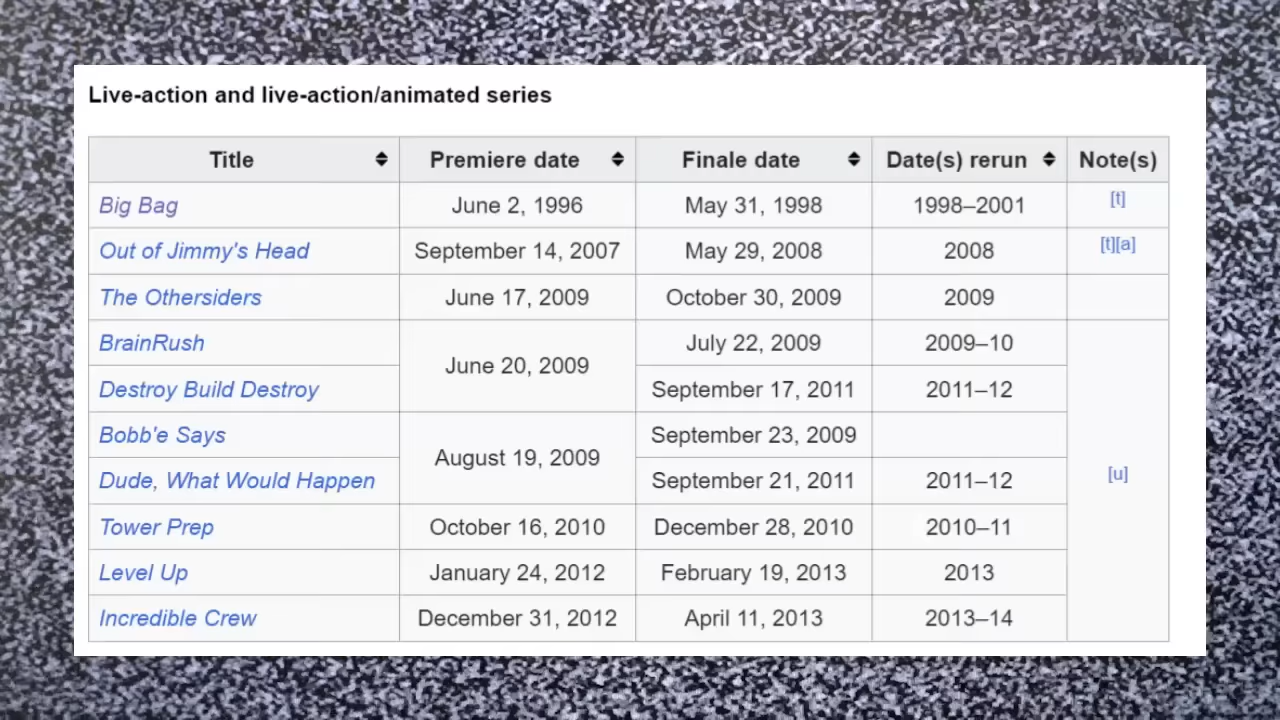 Live-action and live-action/animated series
Title Premiere date Finale date Date(s) rerun Note(s)
Big Bag June 2, 1996 May 31, 1998 1998–2001 [t]
Out of Jimmy's Head September 14, 2007 May 29, 2008 2008 [t][a]
The Othersiders June 17, 2009 October 30, 2009 2009
BrainRush June 20, 2009 July 22, 2009 2009–10
Destroy Build Destroy September 17, 2011 2011–12
Bobb'e Says August 19, 2009 September 23, 2009
Dude, What Would Happen September 21, 2011 2011–12 [u]
Tower Prep October 16, 2010 December 28, 2010 2010–11
Level Up January 24, 2012 February 19, 2013 2013
Incredible Crew December 31, 2012 April 11, 2013 2013–14